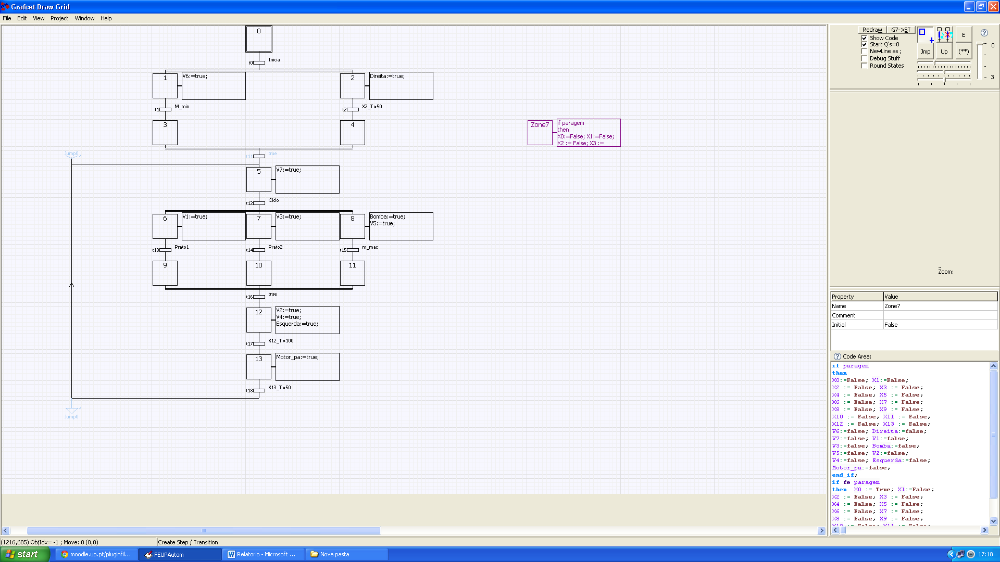 Grafcet Draw Grid
File Edit View Project Window Help
0
t0 Inicia
1 V6:=true;
2 Direita:=true;
t1 M_min
t2 X2_T>50
3
4
Zone7
if paragem
then
X0:=False; X1:=False;
X2 := False; X3 :=
Jump0
t11 true
5 V7:=true;
t12 Ciclo
6 V1:=true;
7 V3:=true;
8 Bomba:=true;
V5:=true;
t13 Prato1
t14 Prato2
t15 m_max
9
10
11
t16 true
12 V2:=true;
V4:=true;
Esquerda:=true;
t17 X12_T>100
13 Motor_pa:=true;
t18 X13_T>50
Jump0
Redraw G7->ST
Show Code
Start Q's=0
NewLine as ;
Debug Stuff
Round States
E
Jmp Up (**)
0
3
Zoom:
Property Value
Name Zone7
Comment
Initial False
Code Area:
if paragem
then
X0:=False; X1:=False;
X2 := False; X3 := False;
X4 := False; X5 := False;
X6 := False; X7 := False;
X8 := False; X9 := False;
X10 := False; X11 := False;
X12 := False; X13 := False;
V6:=false; Direita:=false;
V7:=false; V1:=false;
V3:=false; Bomba:=false;
V5:=false; V2:=false;
V4:=false; Esquerda:=false;
Motor_pa:=false;
end_if;
if fe paragem
then X0 := True; X1:=False;
X2 := False; X3 := False;
X4 := False; X5 := False;
X6 := False; X7 := False;
X8 := False; X9 := False;
X10 := False; X11 := False;
(1216,685) ObjIdx= -1 ; Move: 0 (0,0)
Create Step / Transition
start
moodle.up.pt/pluginfil...
FEUPAutom
Relatorio - Microsoft ...
Nova pasta
17:18